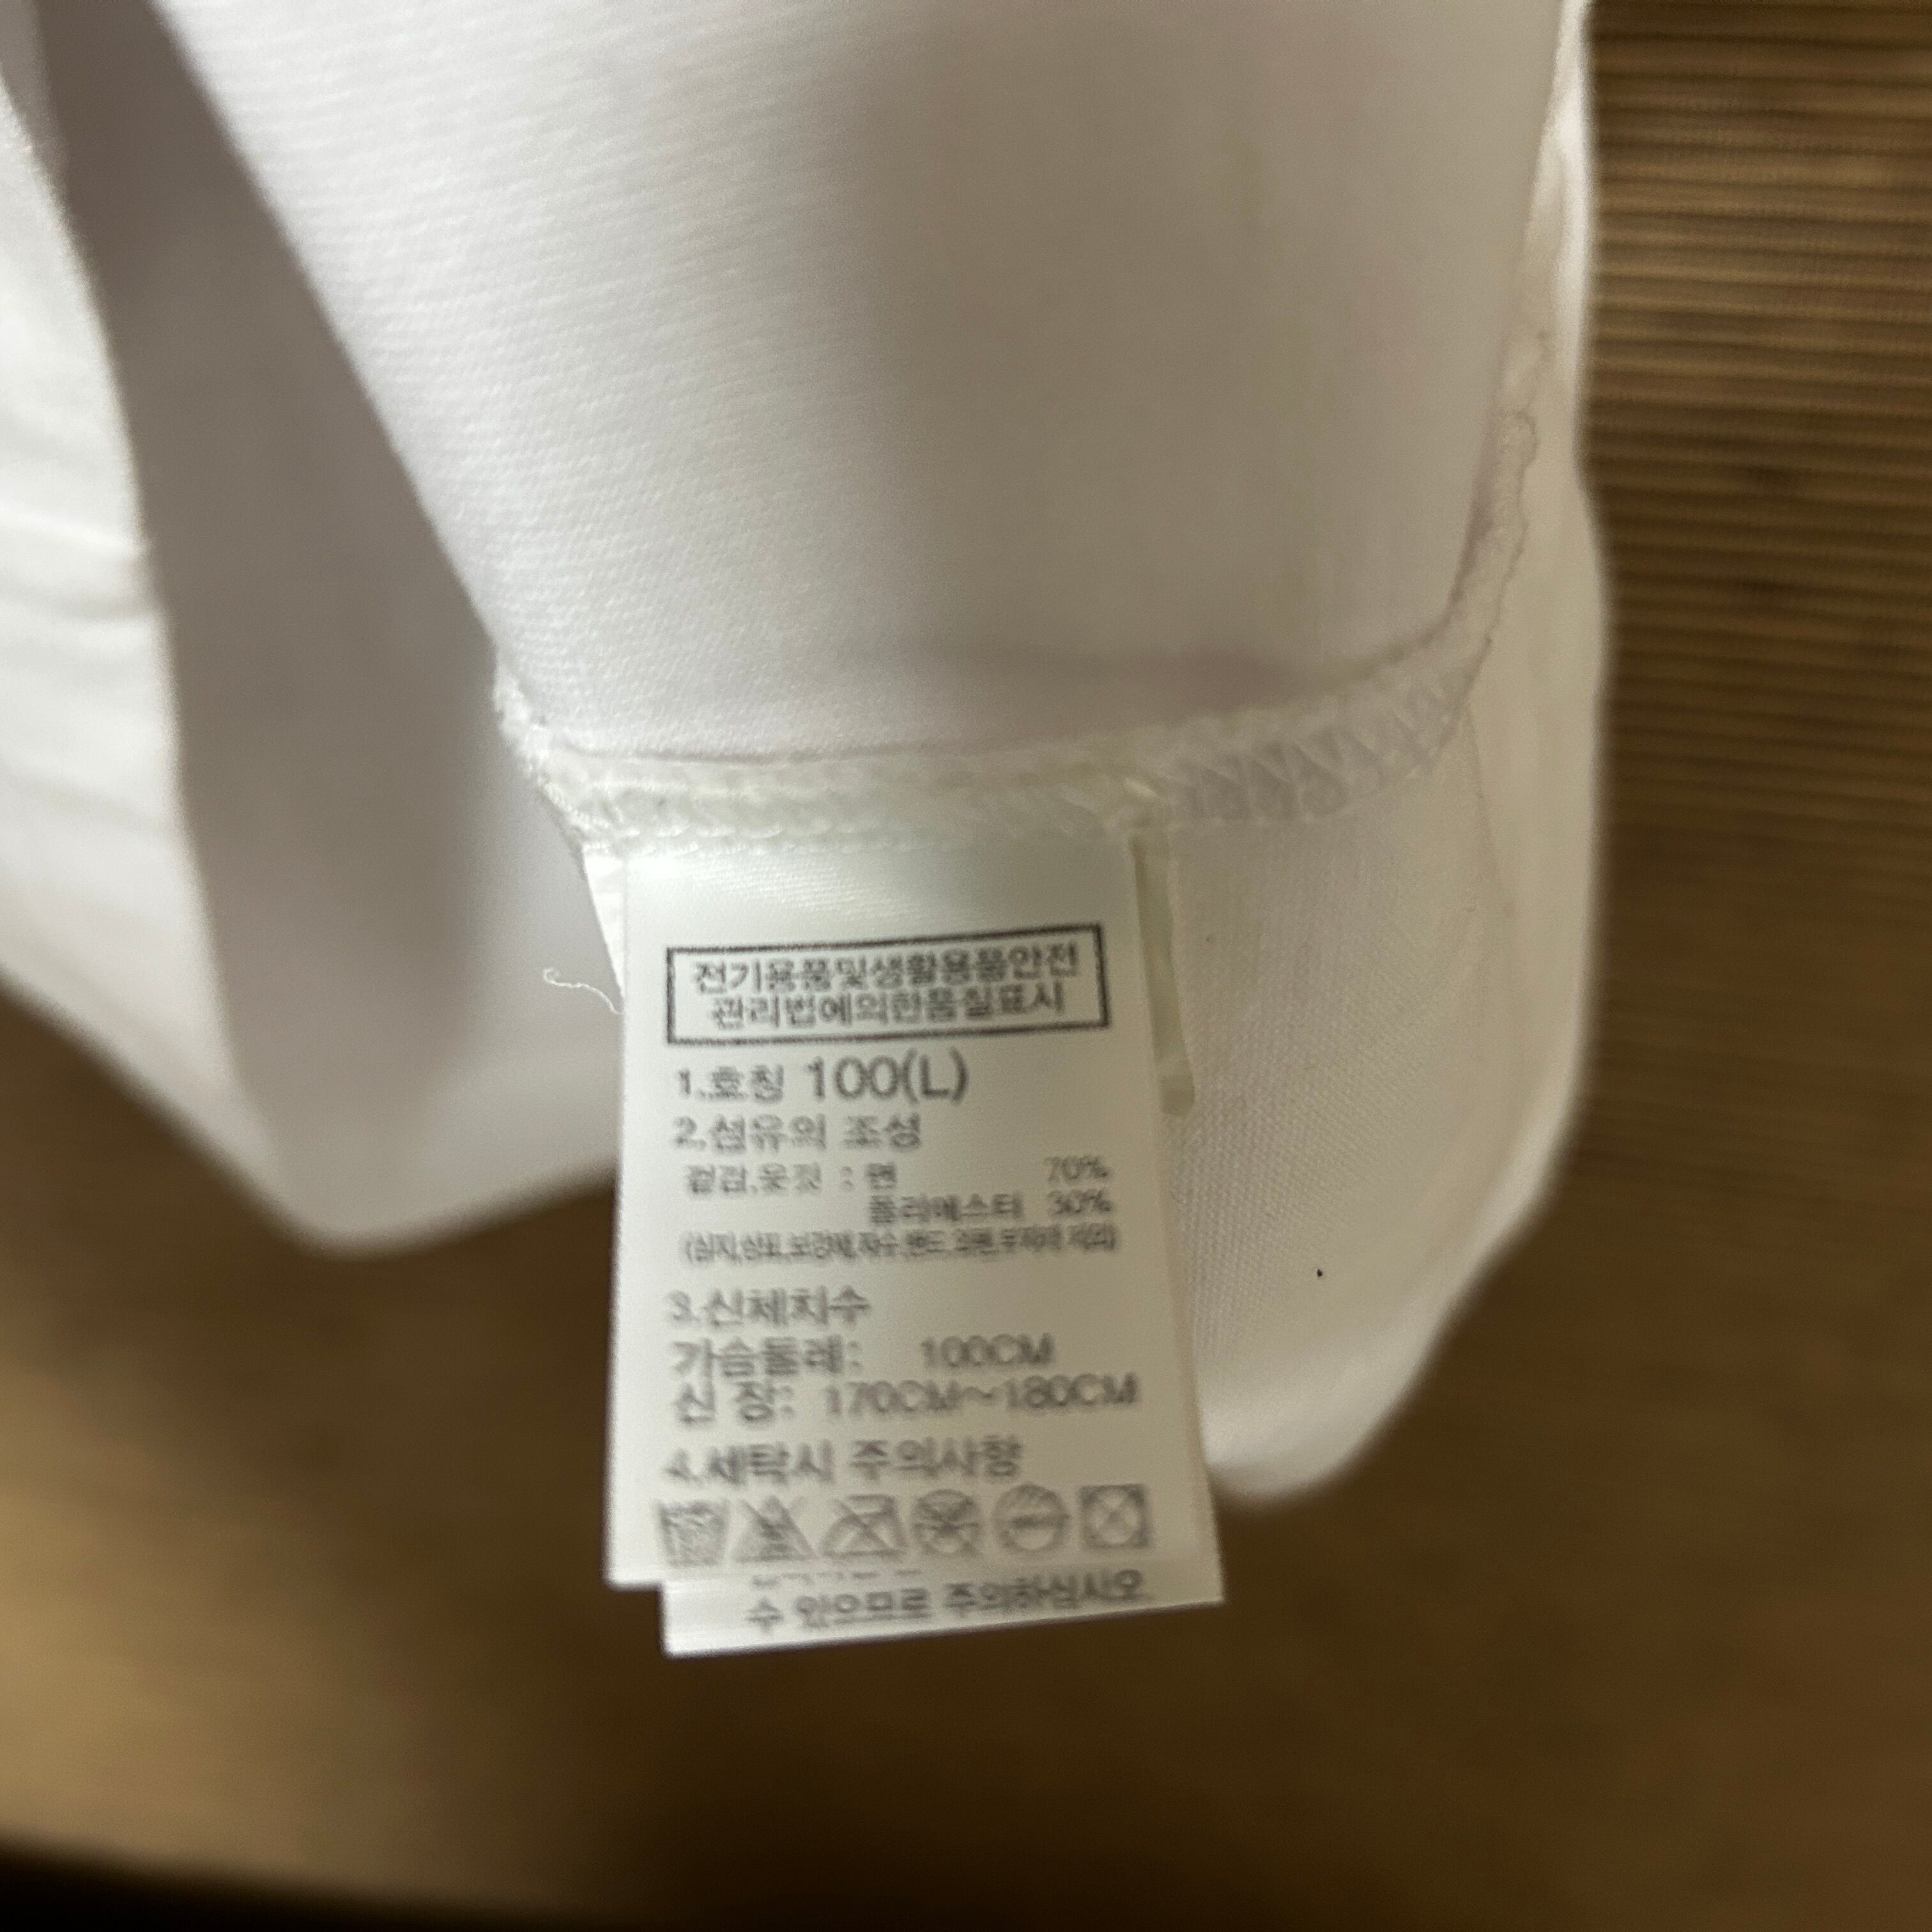 전기용품및생활용품안전
관리법에의한품질표시
1.호칭 100(L)
2.섬유의 조성
겉감,뒷깃 : 면 70%
폴리에스터 30%
3.신체치수
가슴둘레: 100CM
신 장: 170CM~180CM
4.세탁시 주의사항
수 있으므로 주의하십시오